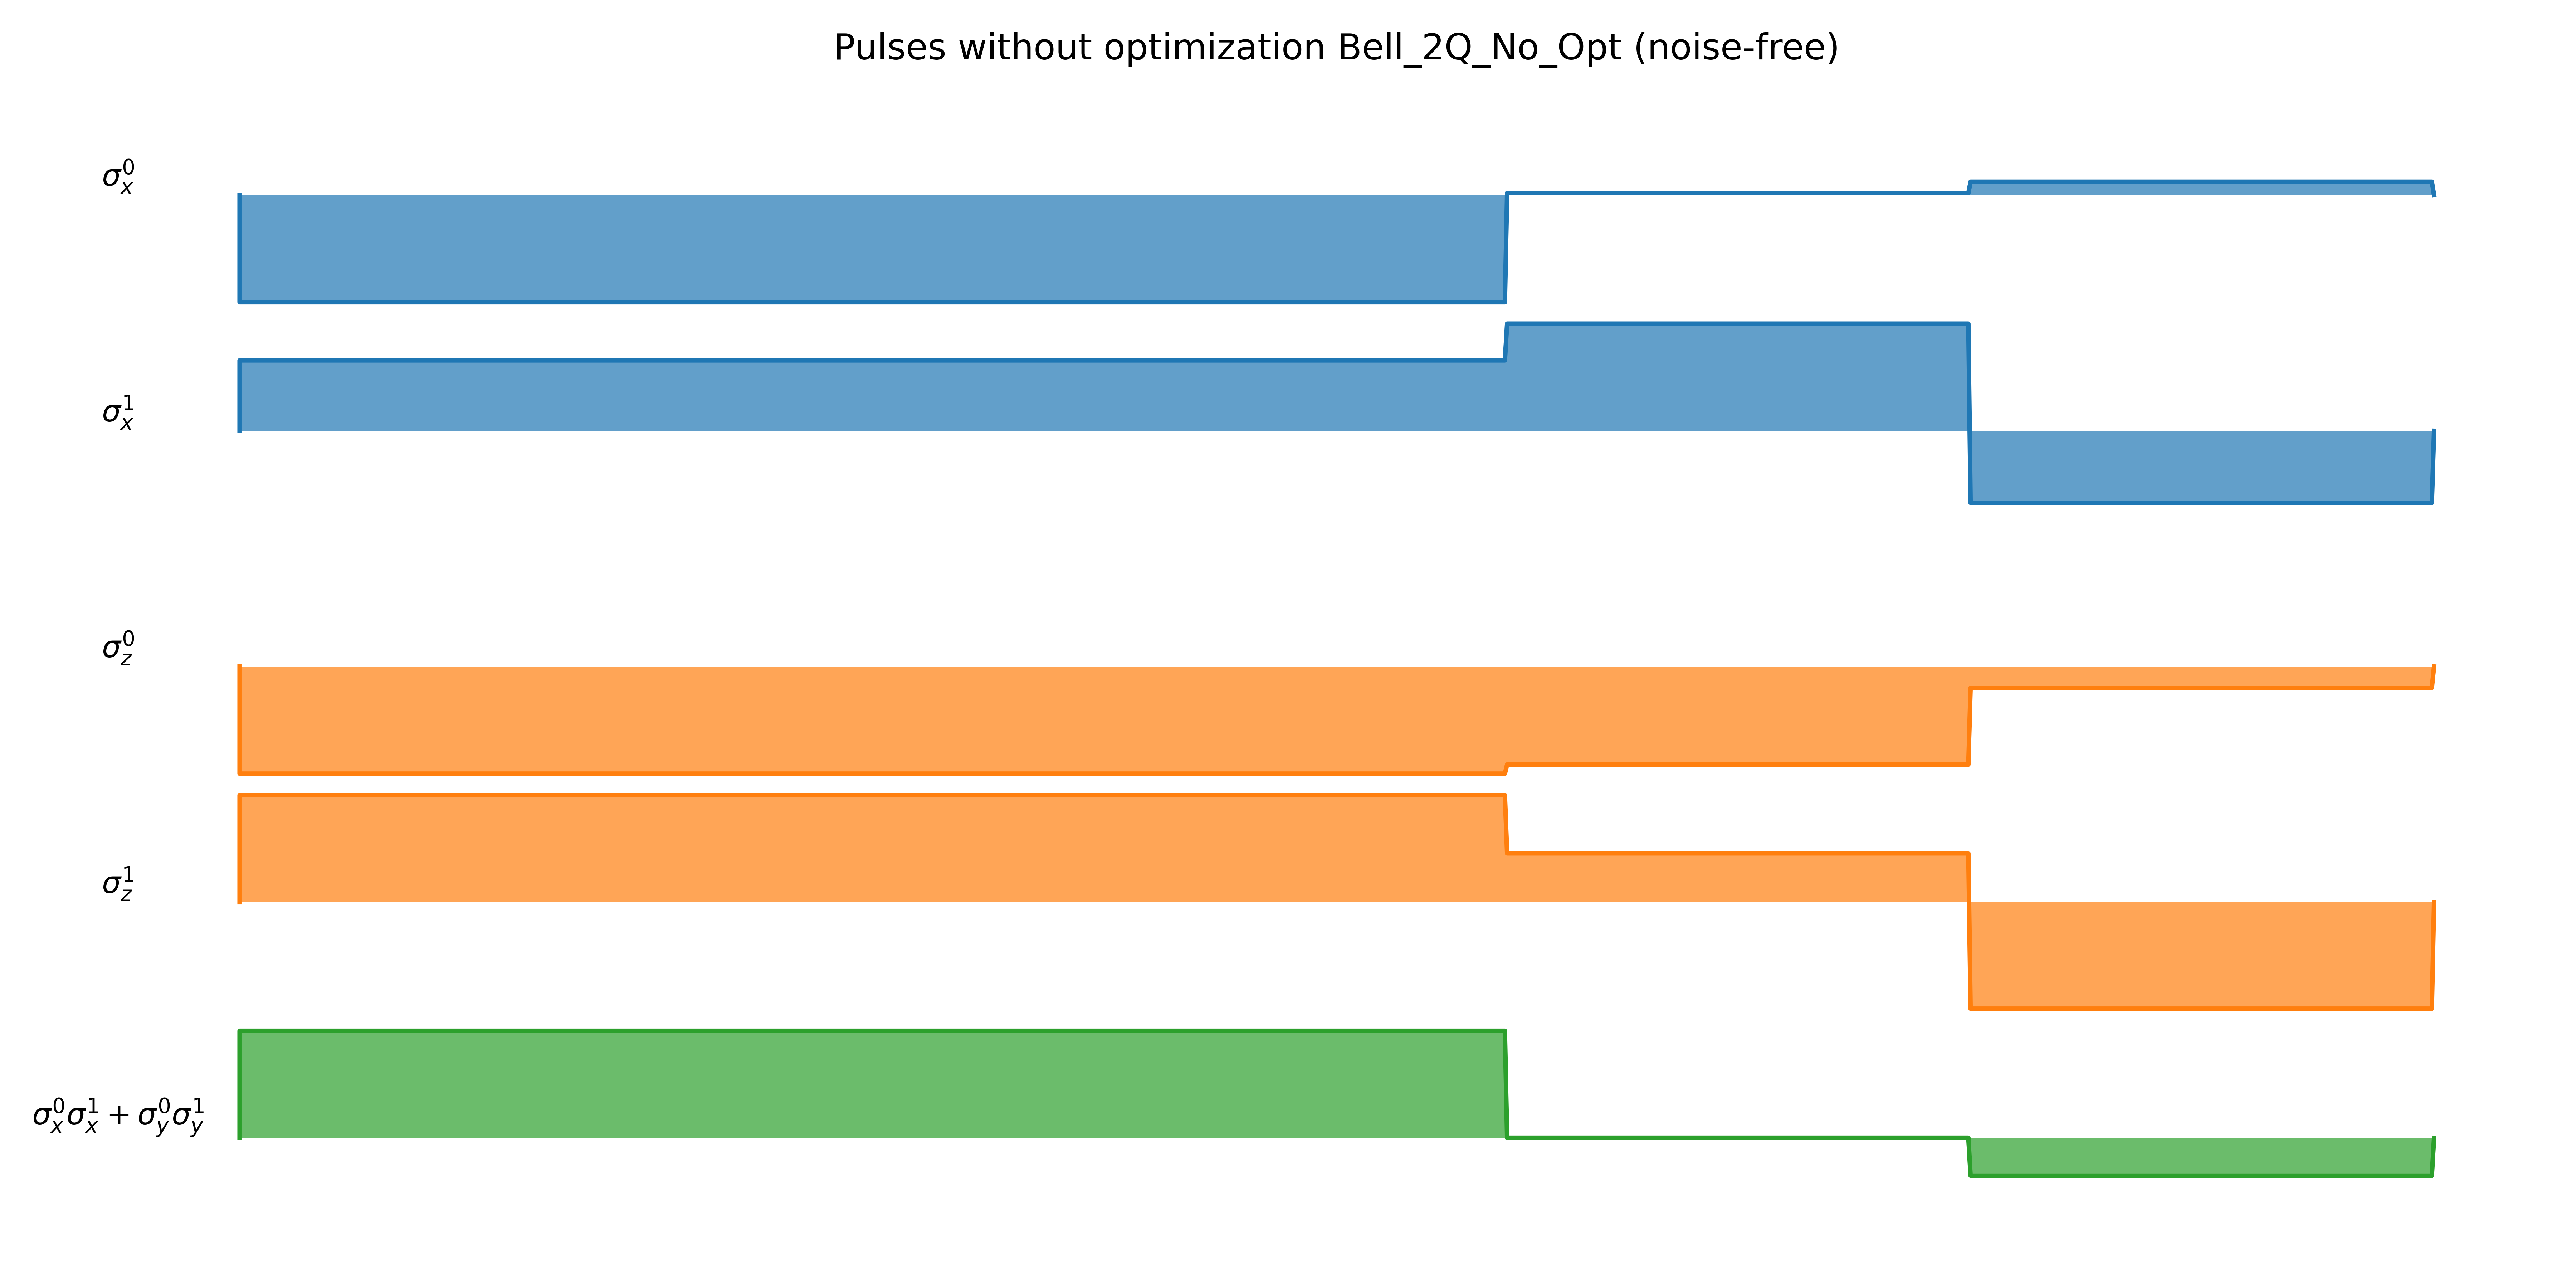 Pulses without optimization Bell_2Q_No_Opt (noise-free)
σ_x^0
σ_x^1
σ_z^0
σ_z^1
σ_x^0σ_x^1 + σ_y^0σ_y^1